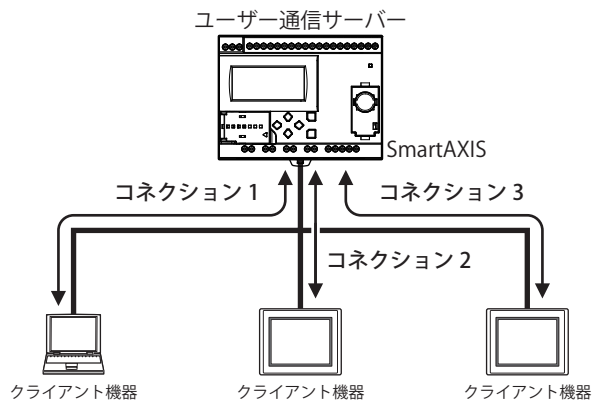 ユーザー通信サーバー
SmartAXIS
コネクション 1
コネクション 3
コネクション 2
クライアント機器
クライアント機器
クライアント機器